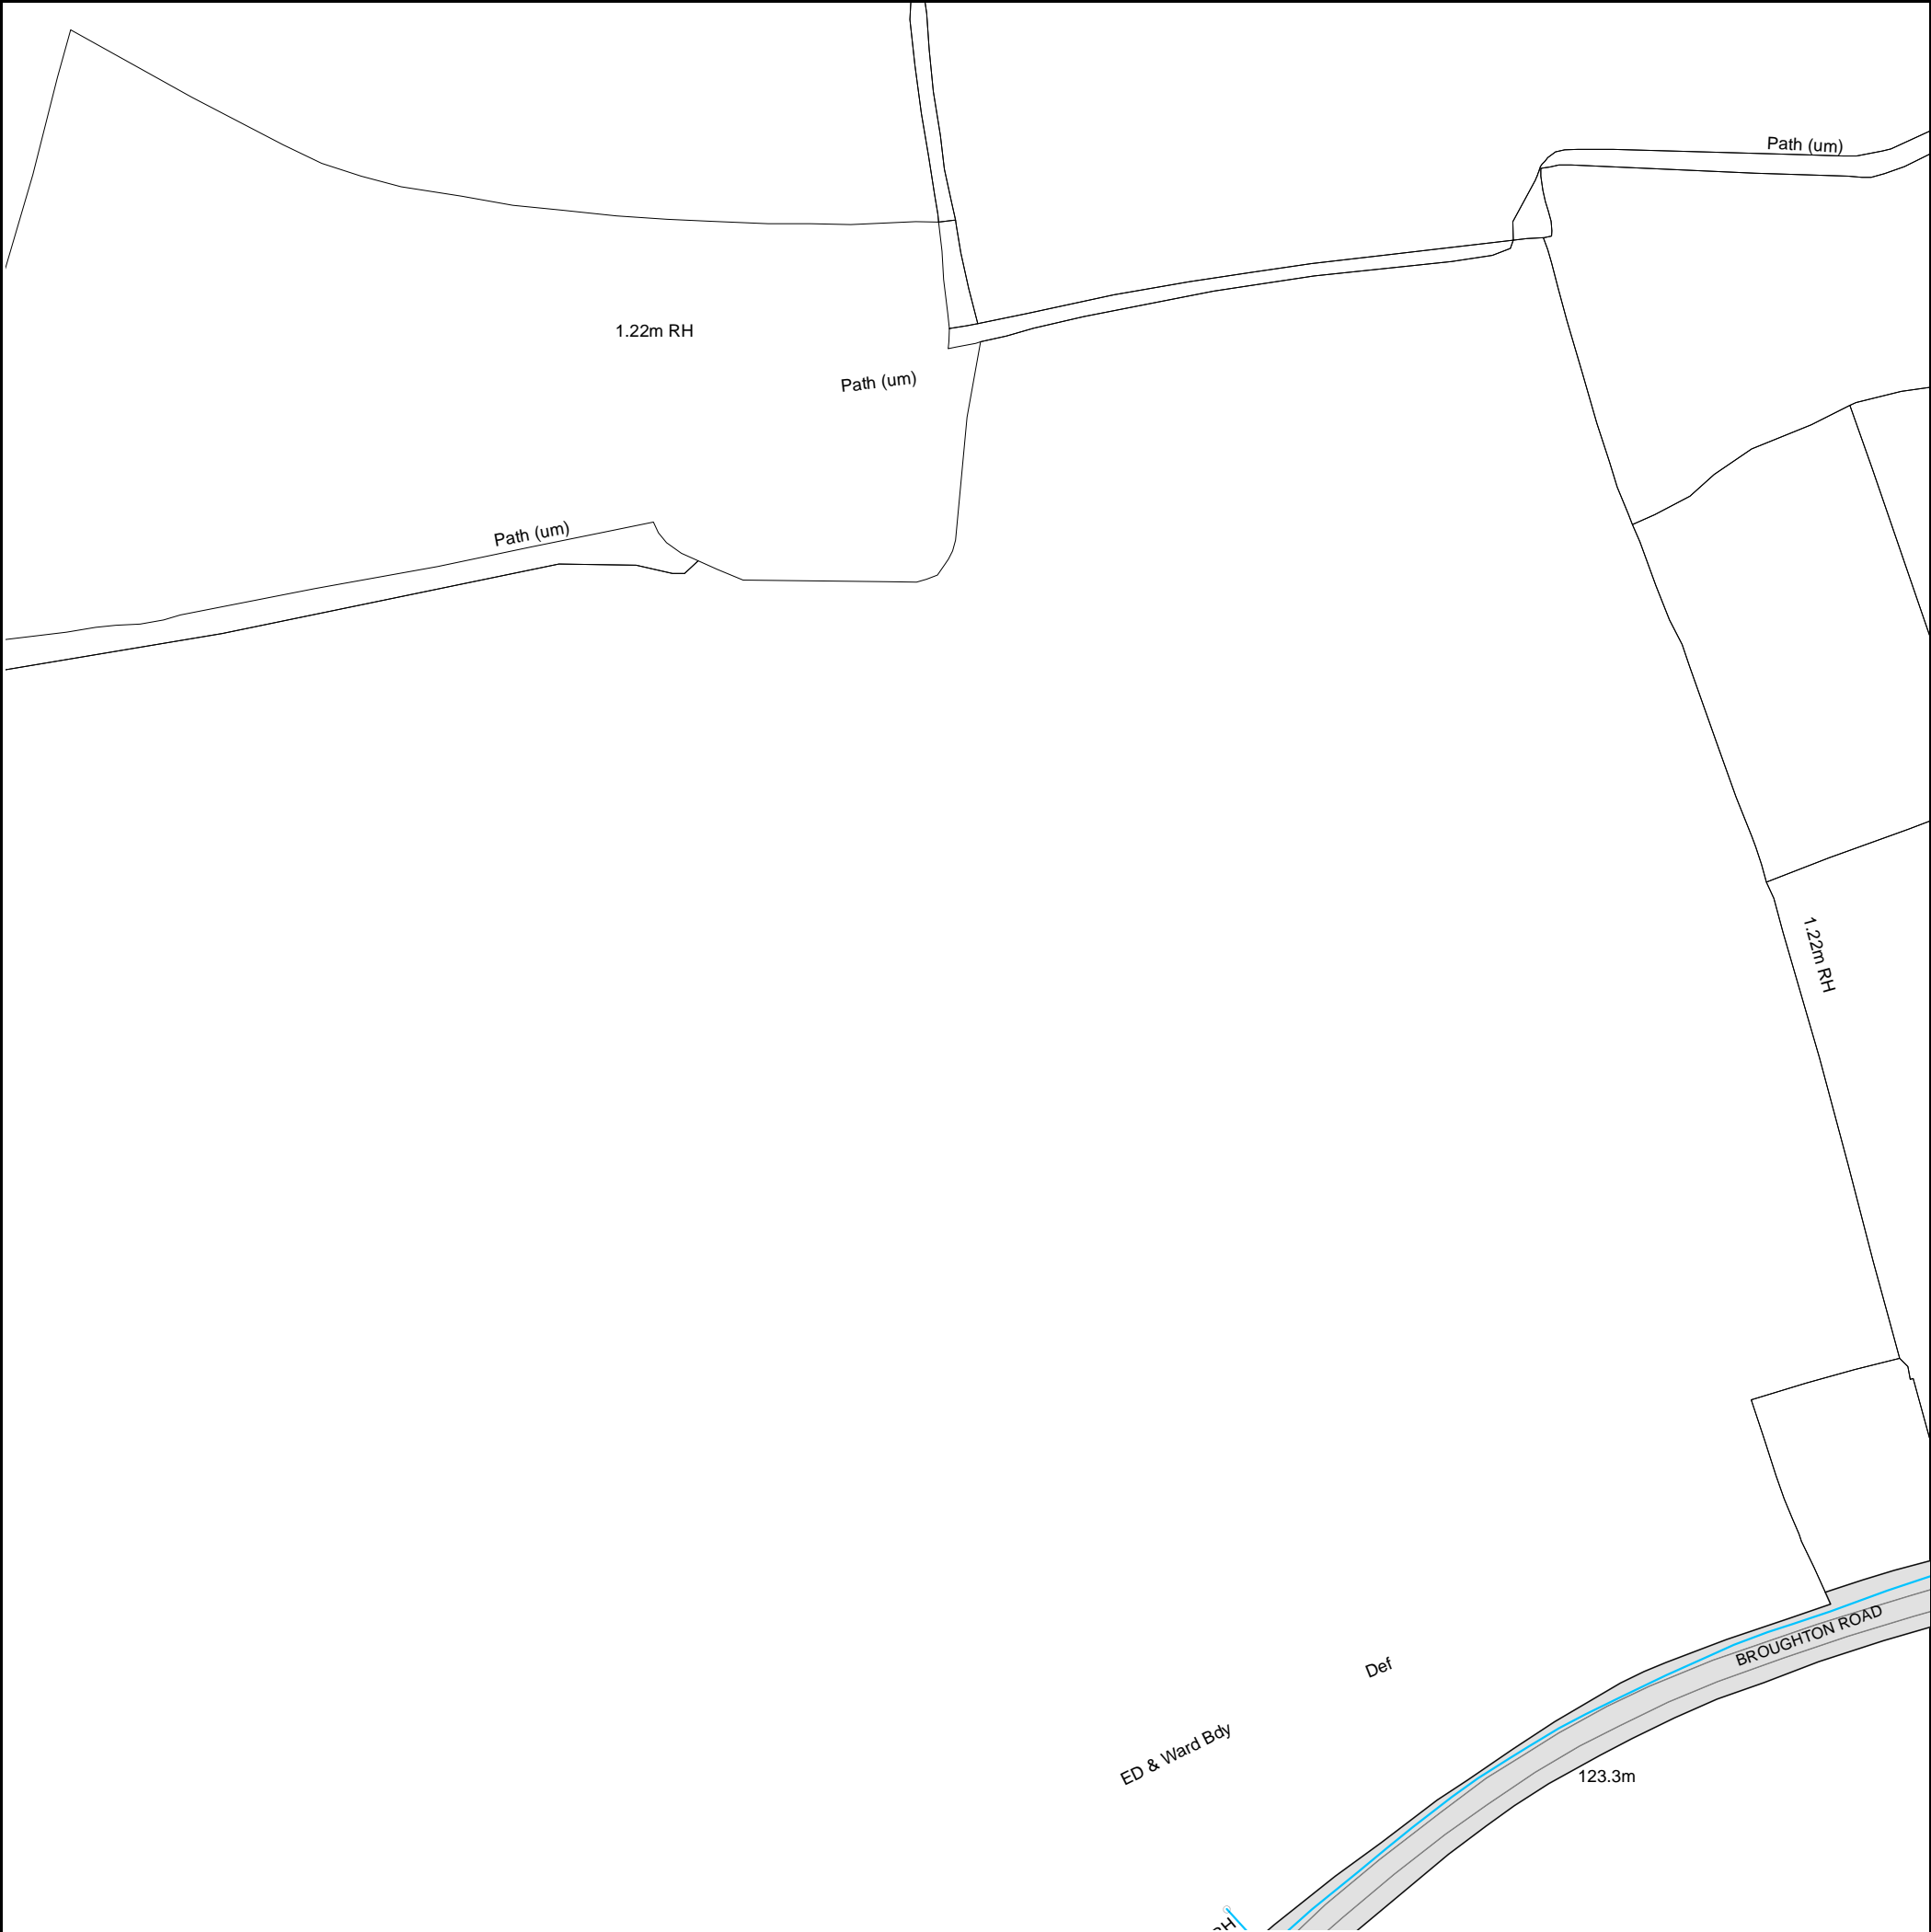 Path (um)
1.22m RH
Path (um)
Path (um)
1.22m RH
BROUGHTON ROAD
Def
ED & Ward Bdy
123.3m